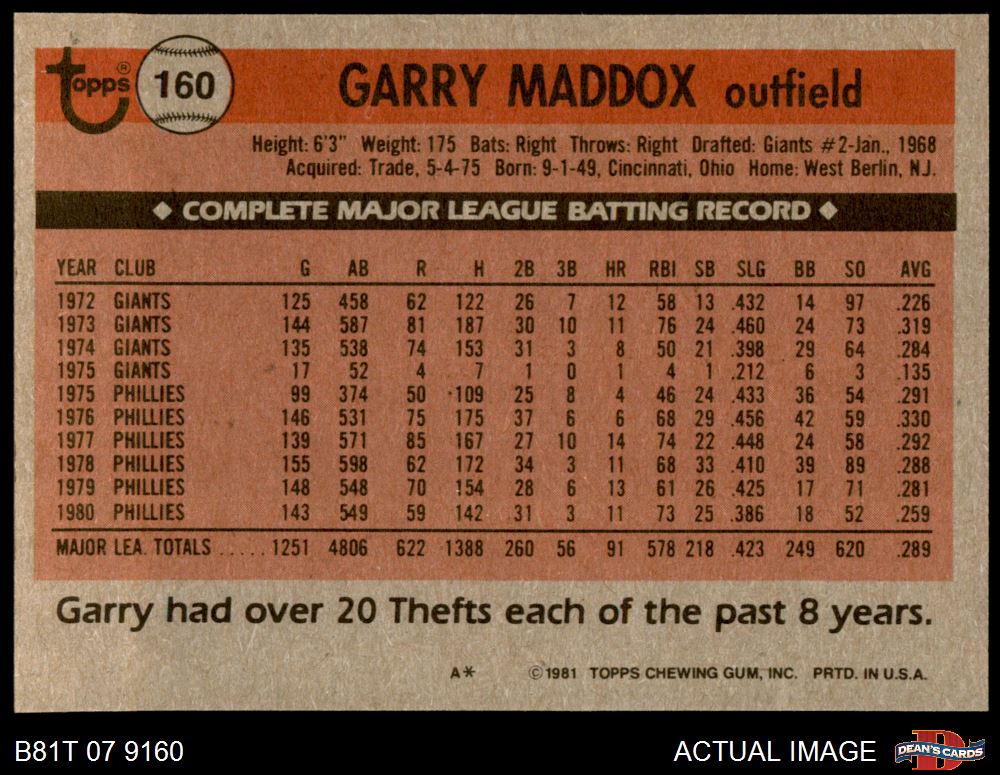 Topps® 160 GARRY MADDOX outfield
Height: 6'3" Weight: 175 Bats: Right Throws: Right Drafted: Giants #2-Jan., 1968
Acquired: Trade, 5-4-75 Born: 9-1-49, Cincinnati, Ohio Home: West Berlin, N.J.
◆ COMPLETE MAJOR LEAGUE BATTING RECORD ◆
YEAR CLUB G AB R H 2B 3B HR RBI SB SLG BB SO AVG
1972 GIANTS 125 458 62 122 26 7 12 58 13 .432 14 97 .226
1973 GIANTS 144 587 81 187 30 10 11 76 24 .460 24 73 .319
1974 GIANTS 135 538 74 153 31 3 8 50 21 .398 29 64 .284
1975 GIANTS 17 52 4 7 1 0 1 4 1 .212 6 3 .135
1975 PHILLIES 99 374 50 109 25 8 4 46 24 .433 36 54 .291
1976 PHILLIES 146 531 75 175 37 6 6 68 29 .456 42 59 .330
1977 PHILLIES 139 571 85 167 27 10 14 74 22 .448 24 58 .292
1978 PHILLIES 155 598 62 172 34 3 11 68 33 .410 39 89 .288
1979 PHILLIES 148 548 70 154 28 6 13 61 26 .425 17 71 .281
1980 PHILLIES 143 549 59 142 31 3 11 73 25 .386 18 52 .259
MAJOR LEA. TOTALS ..... 1251 4806 622 1388 260 56 91 578 218 .423 249 620 .289
Garry had over 20 Thefts each of the past 8 years.
A* ©1981 TOPPS CHEWING GUM, INC. PRTD. IN U.S.A.
B81T 07 9160 ACTUAL IMAGE DEAN'S CARDS